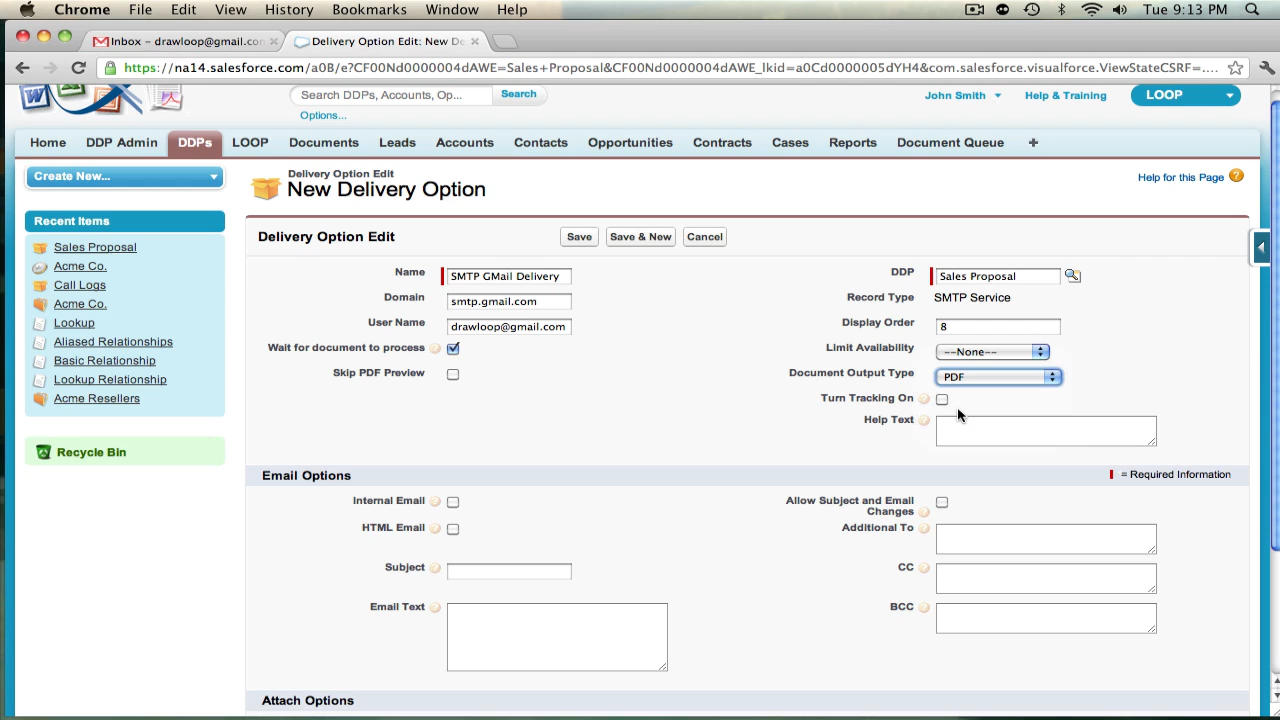 Chrome File Edit View History Bookmarks Window Help Tue 9:13 PM
Inbox – drawloop@gmail.con Delivery Option Edit: New De
https://na14.salesforce.com/a0B/e?CF00Nd0000004dAWE=Sales+Proposal&CF00Nd0000004dAWE_lkid=a0Cd0000005dYH4&com.salesforce.visualforce.ViewStateCSRF=....
Search DDPs, Accounts, Op... Search John Smith Help & Training LOOP
Options...
Home DDP Admin DDPs LOOP Documents Leads Accounts Contacts Opportunities Contracts Cases Reports Document Queue +
Create New...
Delivery Option Edit
New Delivery Option
Help for this Page ?
Recent Items
Sales Proposal
Acme Co.
Call Logs
Acme Co.
Lookup
Aliased Relationships
Basic Relationship
Lookup Relationship
Acme Resellers
Recycle Bin
Delivery Option Edit Save Save & New Cancel
Name SMTP GMail Delivery DDP Sales Proposal
Domain smtp.gmail.com Record Type SMTP Service
User Name drawloop@gmail.com Display Order 8
Wait for document to process ? Limit Availability --None--
Skip PDF Preview Document Output Type PDF
Turn Tracking On ?
Help Text ?
Email Options = Required Information
Internal Email ? Allow Subject and Email
Changes ?
HTML Email ? Additional To ?
Subject ? CC ?
Email Text ? BCC ?
Attach Options